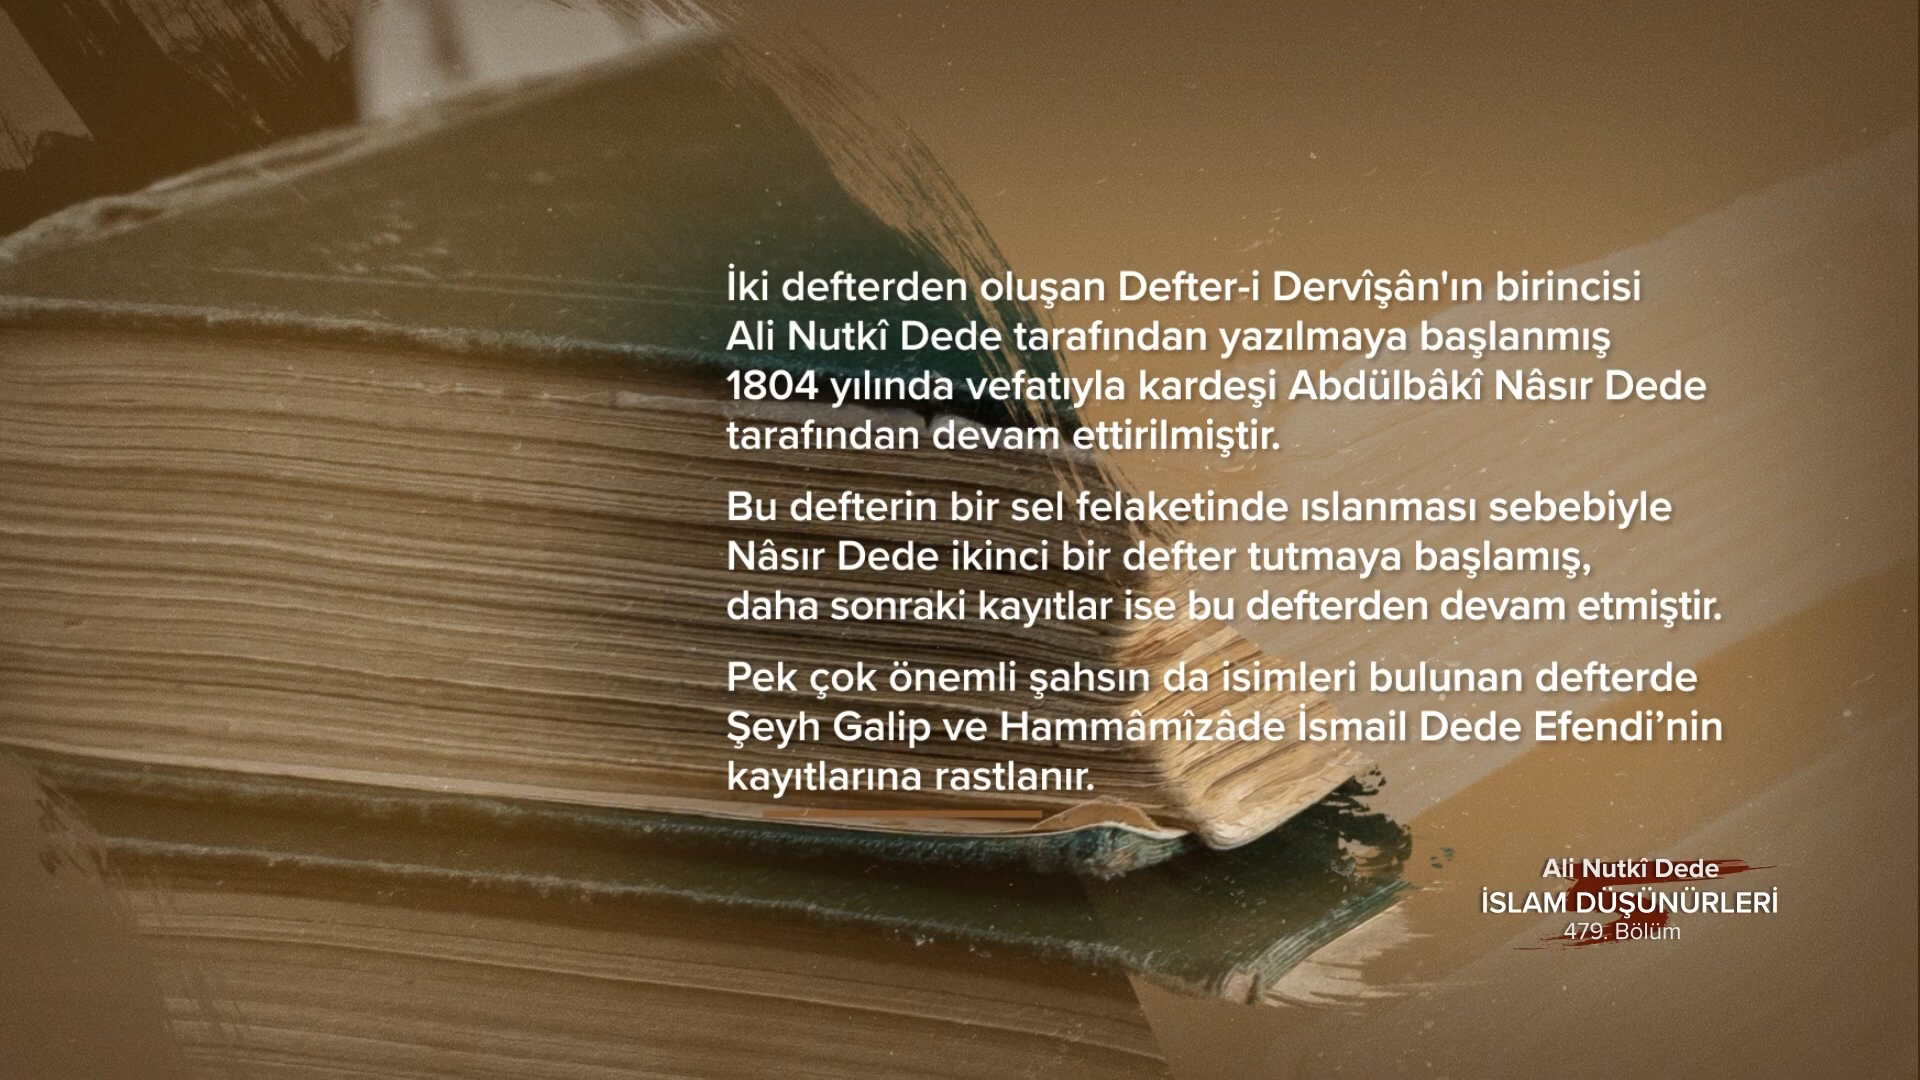 İki defterden oluşan Defter-i Dervîşân'ın birincisi
Ali Nutkî Dede tarafından yazılmaya başlanmış
1804 yılında vefatıyla kardeşi Abdülbâkî Nâsır Dede
tarafından devam ettirilmiştir.
Bu defterin bir sel felaketinde ıslanması sebebiyle
Nâsır Dede ikinci bir defter tutmaya başlamış,
daha sonraki kayıtlar ise bu defterden devam etmiştir.
Pek çok önemli şahsın da isimleri bulunan defterde
Şeyh Galip ve Hammâmîzâde İsmail Dede Efendi’nin
kayıtlarına rastlanır.
Ali Nutkî Dede
İSLAM DÜŞÜNÜRLERİ
479. Bölüm